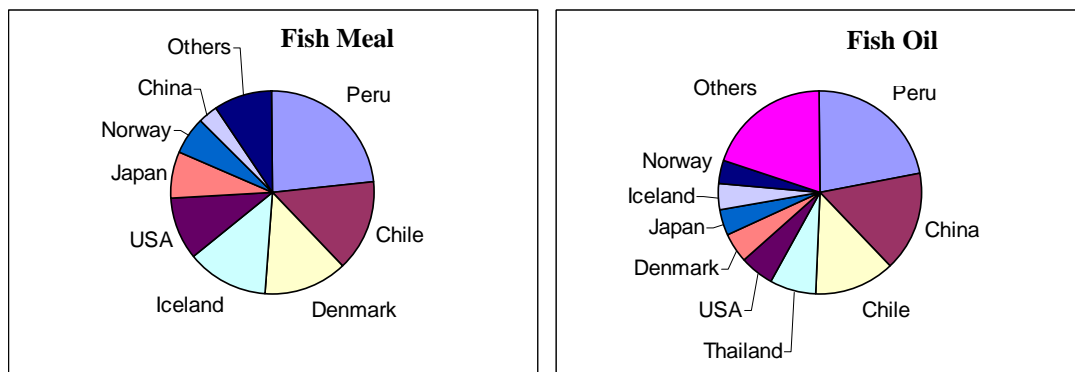 Fish Meal
Others
China
Peru
Norway
Japan
USA
Chile
Iceland
Denmark
Fish Oil
Others
Peru
Norway
Iceland
Japan
China
Denmark
USA
Chile
Thailand